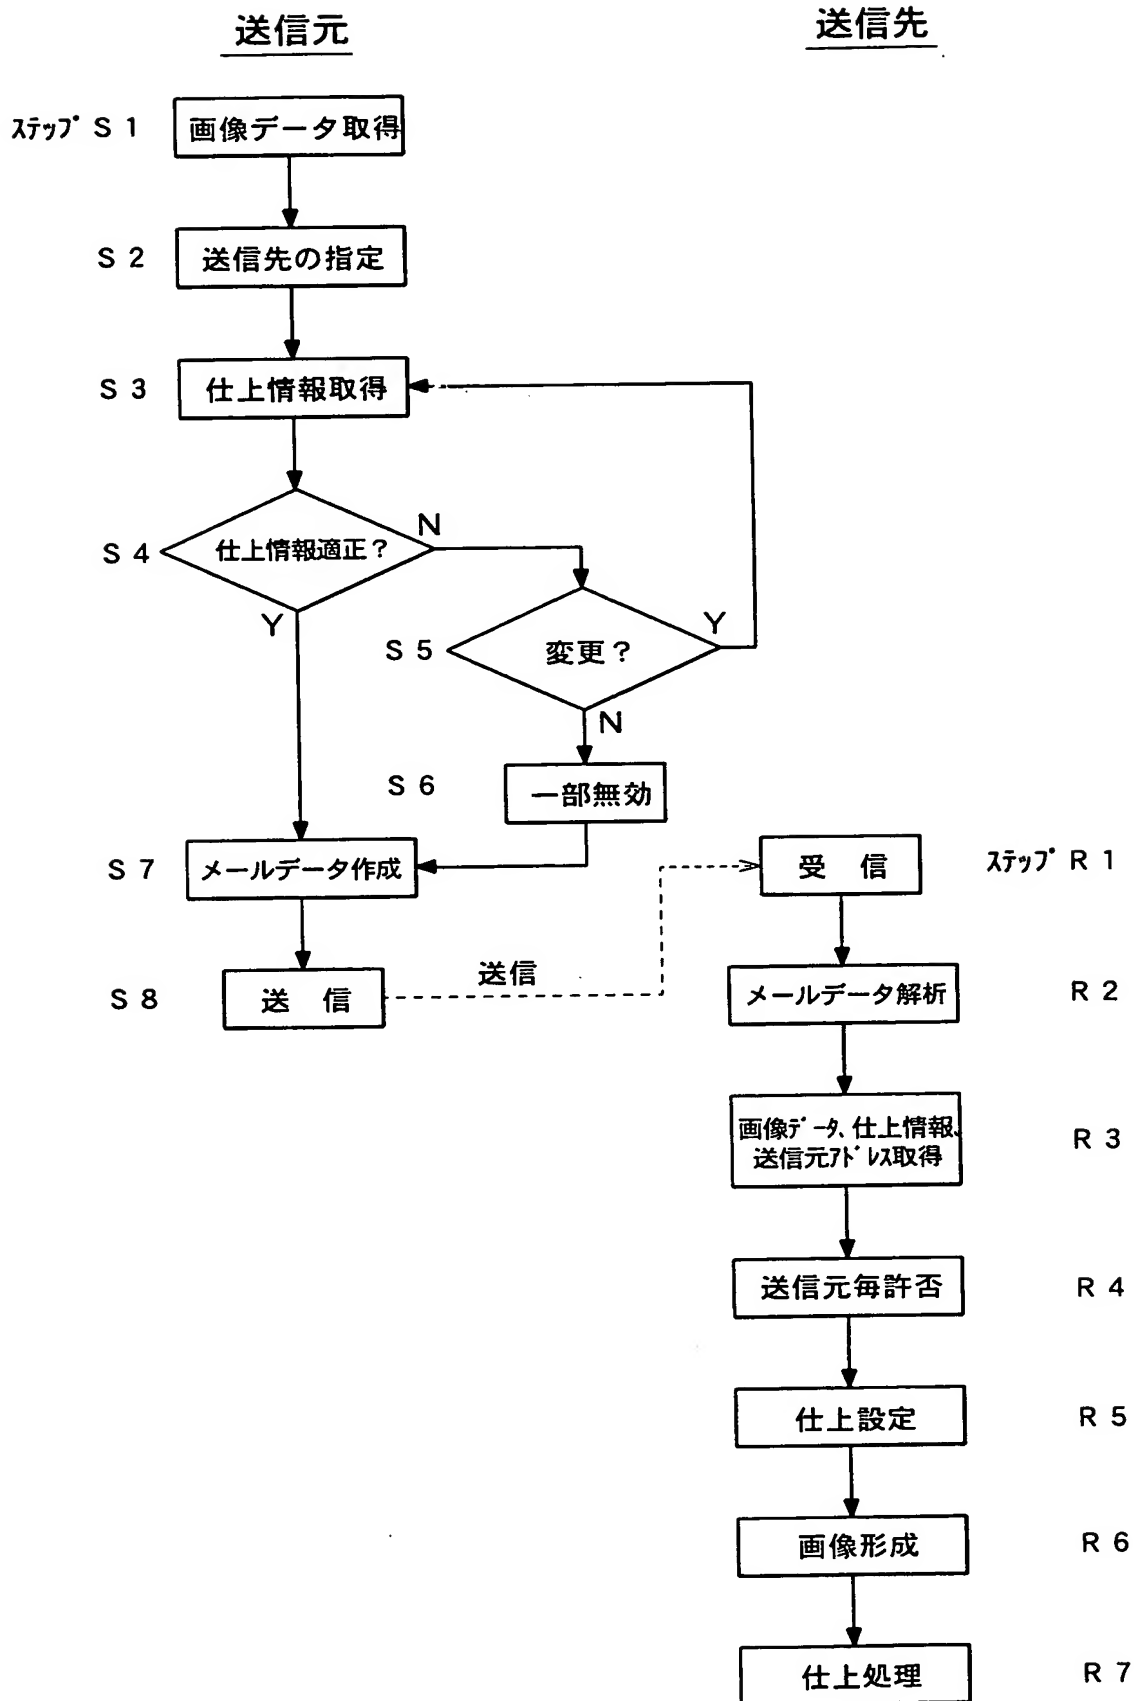 送信元
送信先
ステップ S 1
画像データ取得
S 2
送信先の指定
S 3
仕上情報取得
S 4
仕上情報適正?
N
Y
S 5
変更?
Y
N
S 6
一部無効
S 7
メールデータ作成
S 8
送 信
送信
受 信
ステップ R 1
メールデータ解析
R 2
画像データ、仕上情報、
送信元アドレス取得
R 3
送信元毎許否
R 4
仕上設定
R 5
画像形成
R 6
仕上処理
R 7